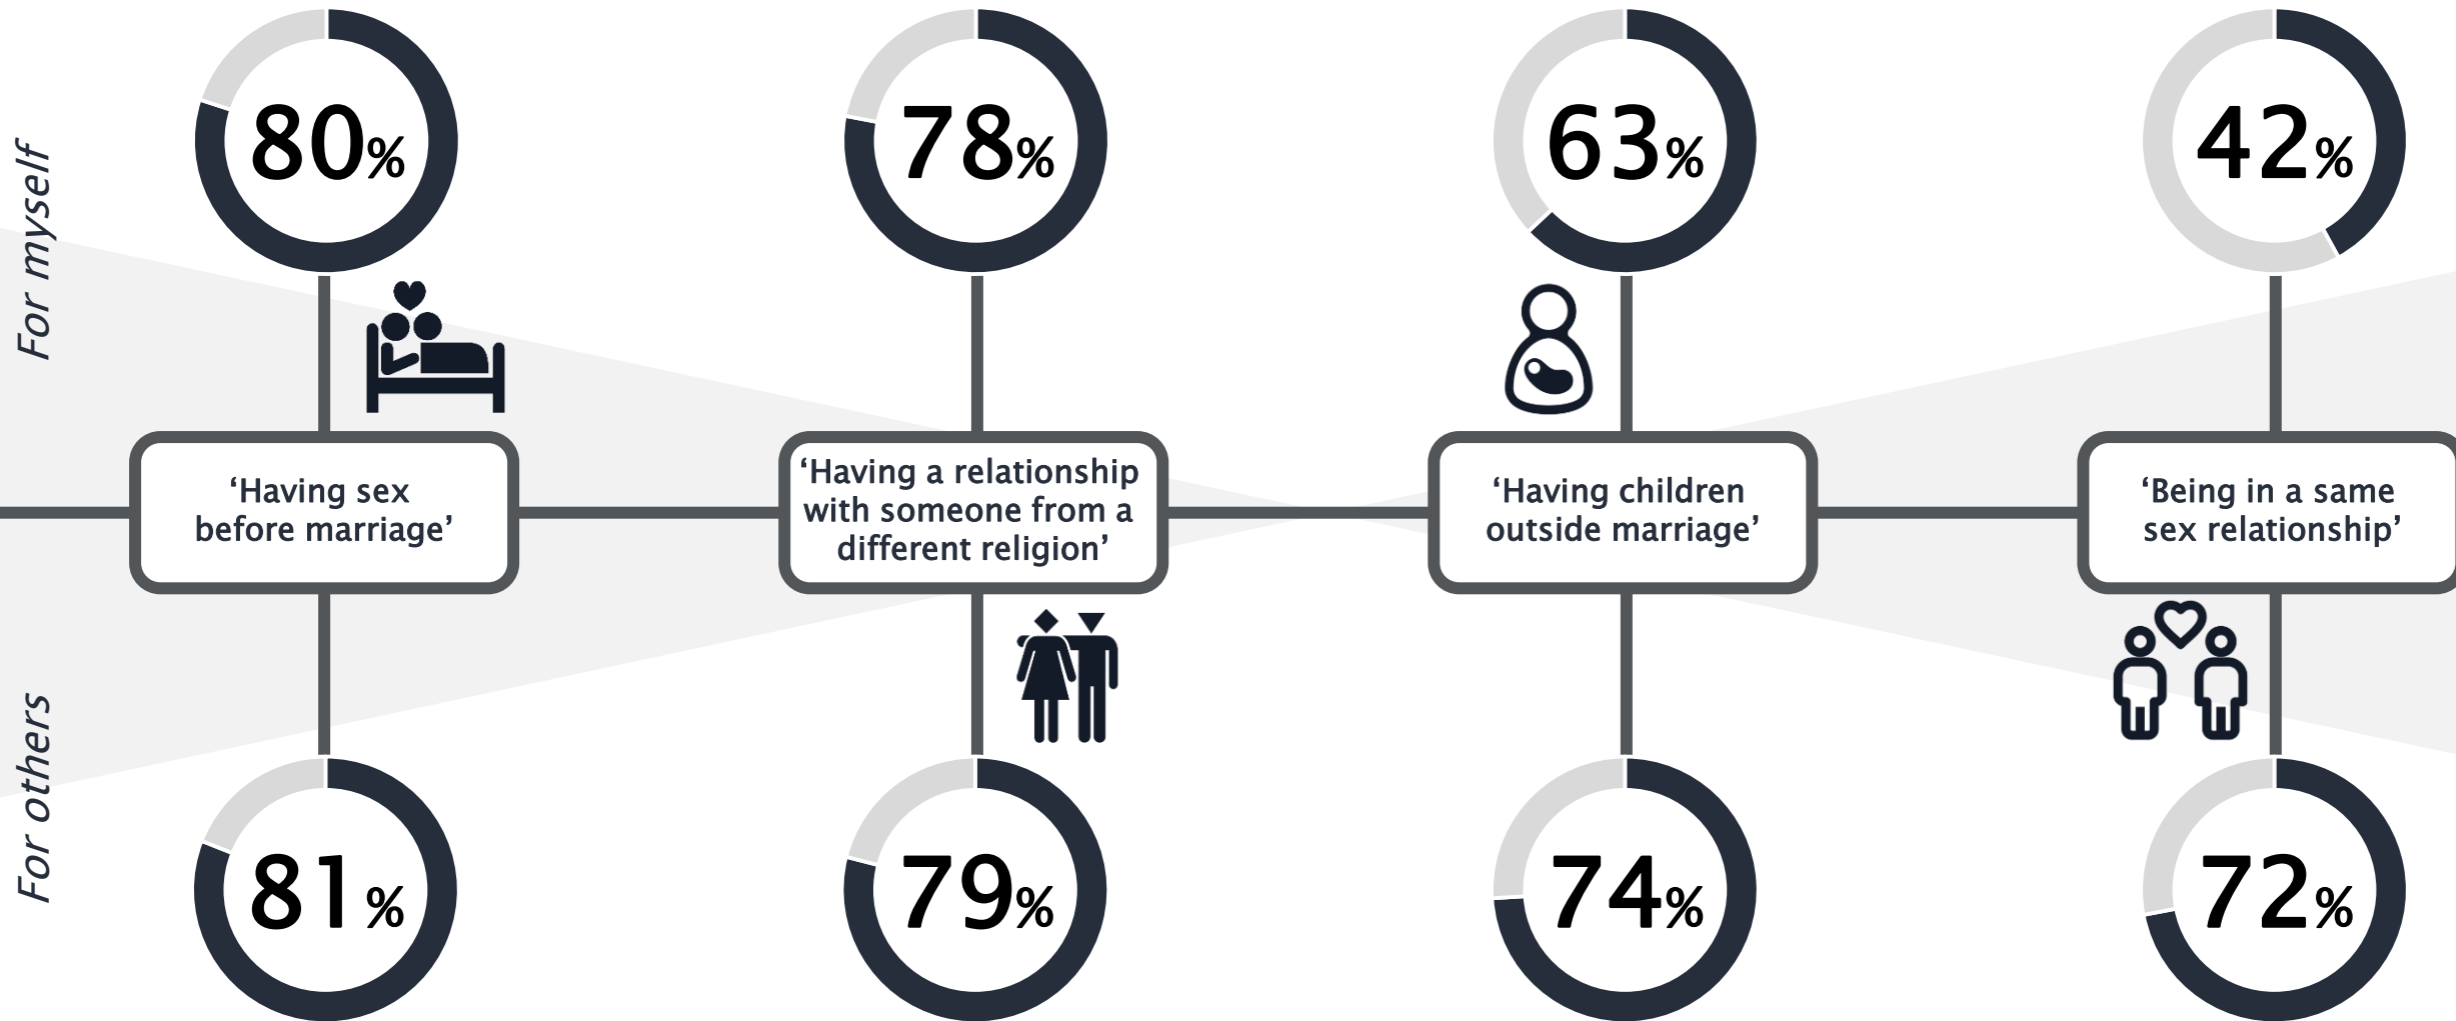 For myself
80%
78%
63%
42%
‘Having sex
before marriage’
‘Having a relationship
with someone from a
different religion’
‘Having children
outside marriage’
‘Being in a same
sex relationship’
For others
81%
79%
74%
72%